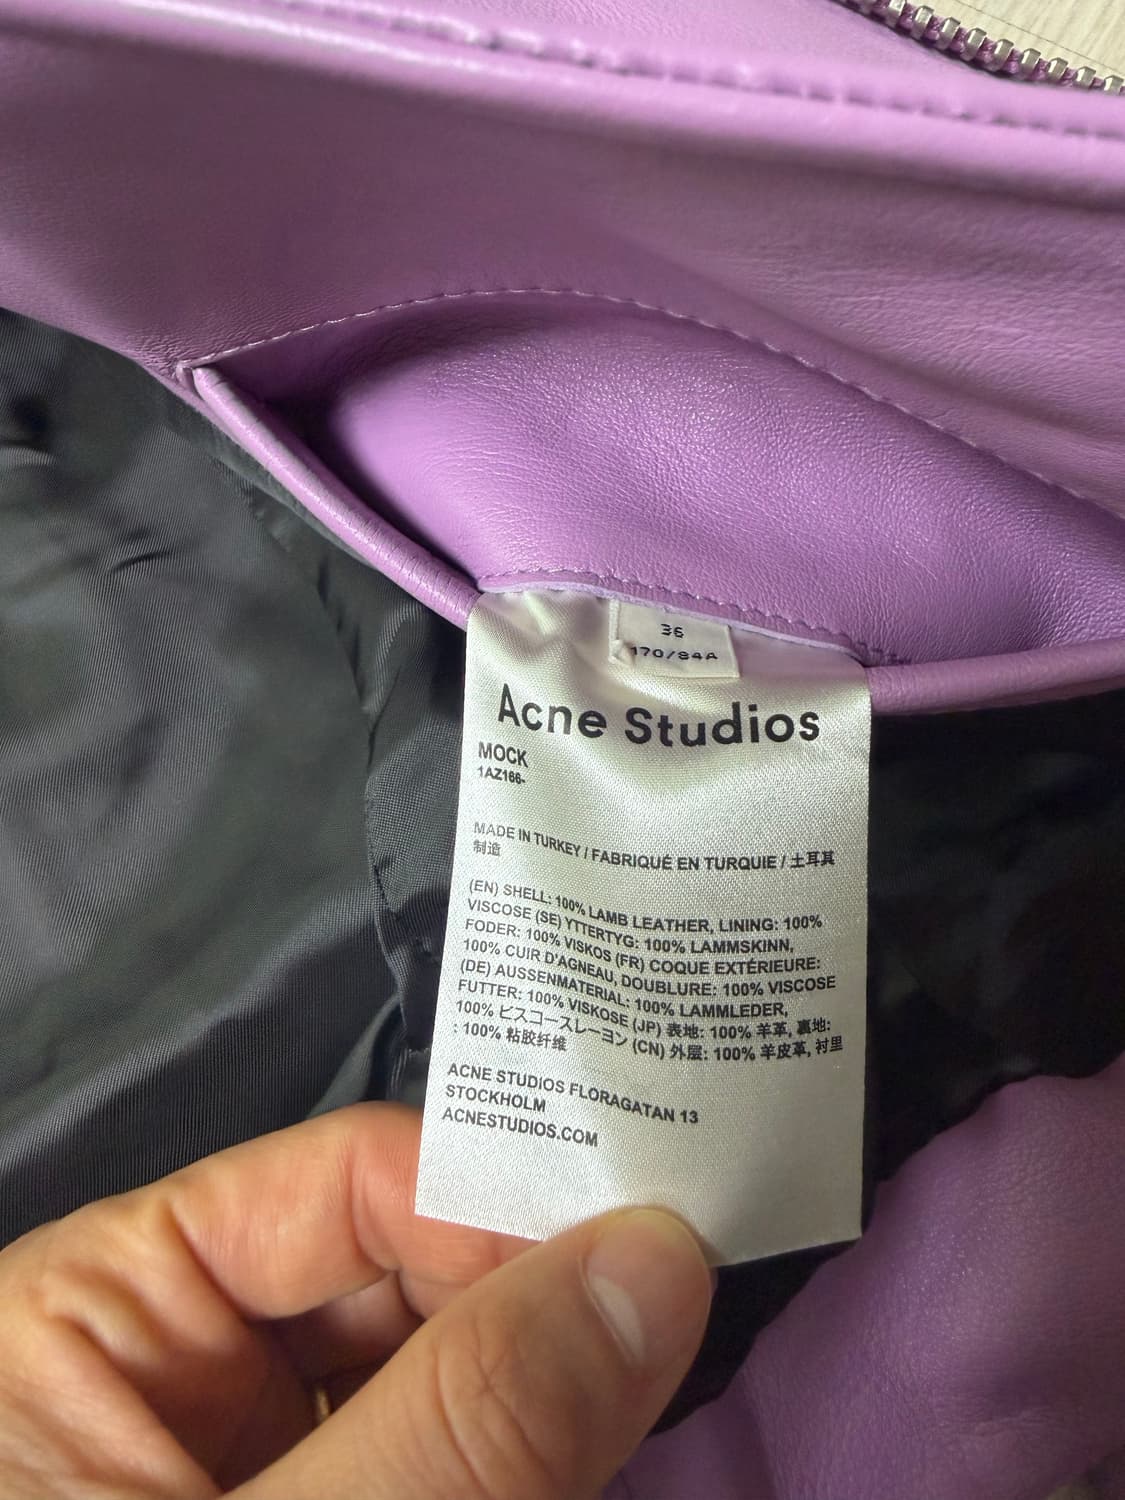 36
170/84A
Acne Studios
MOCK
1AZ166-
MADE IN TURKEY / FABRIQUÉ EN TURQUIE / 土耳其
制造
(EN) SHELL: 100% LAMB LEATHER, LINING: 100%
VISCOSE (SE) YTTERTYG: 100% LAMMSKINN,
FODER: 100% VISKOS (FR) COQUE EXTÉRIEURE:
100% CUIR D'AGNEAU, DOUBLURE: 100% VISCOSE
(DE) AUSSENMATERIAL: 100% LAMMLEDER,
FUTTER: 100% VISKOSE (JP) 表地: 100% 羊革, 裏地:
100% ビスコースレーヨン (CN) 外层: 100% 羊皮革, 衬里
: 100% 粘胶纤维
ACNE STUDIOS FLORAGATAN 13
STOCKHOLM
ACNESTUDIOS.COM